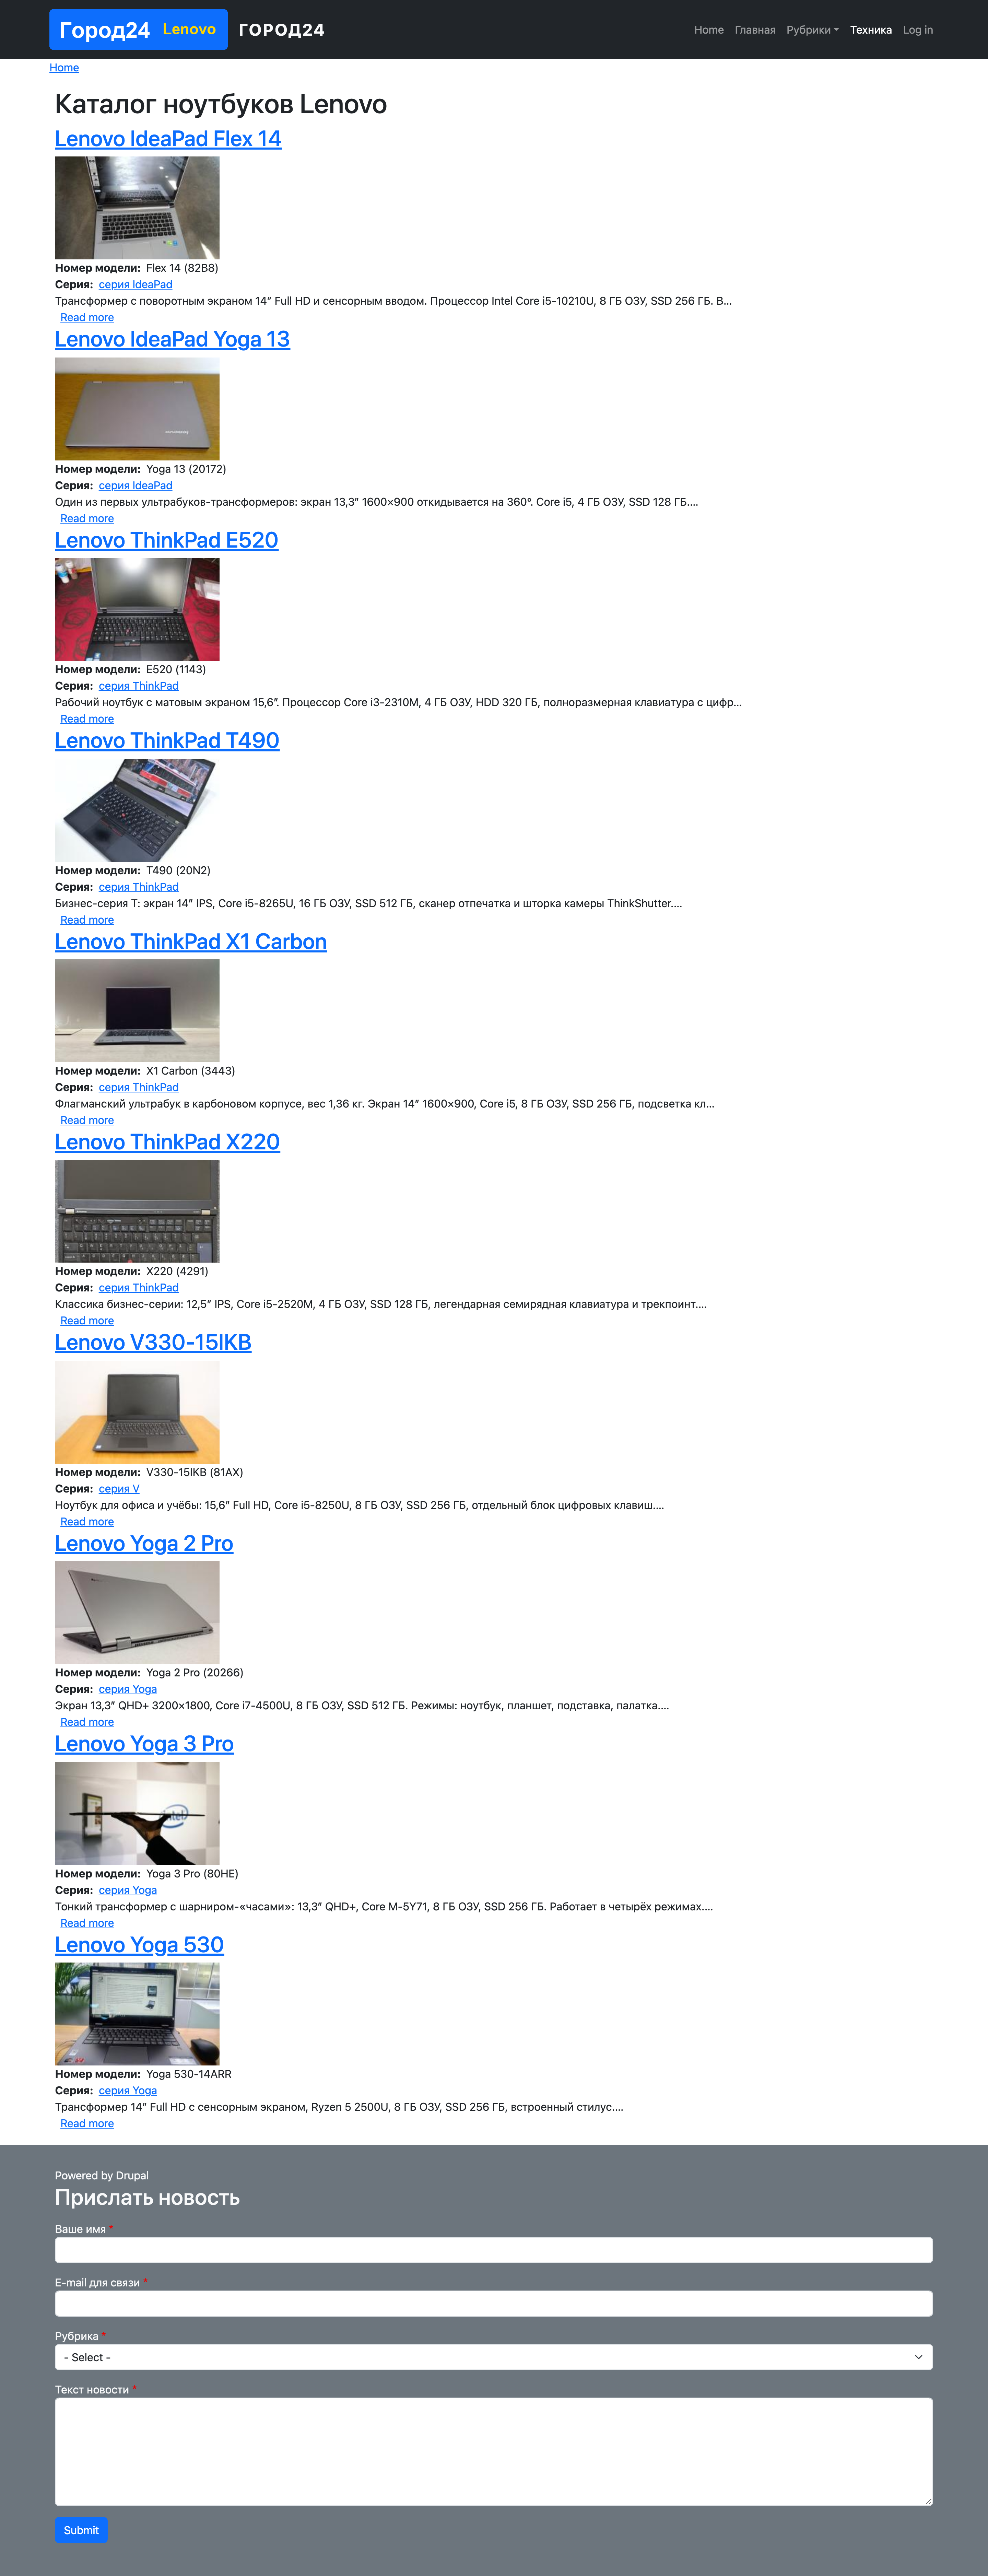 Город24 Lenovo ГОРОД24
Home Главная Рубрики Техника Log in
Home
Каталог ноутбуков Lenovo
Lenovo IdeaPad Flex 14
Номер модели: Flex 14 (82B8)
Серия: серия IdeaPad
Трансформер с поворотным экраном 14″ Full HD и сенсорным вводом. Процессор Intel Core i5-10210U, 8 ГБ ОЗУ, SSD 256 ГБ. В...
Read more
Lenovo IdeaPad Yoga 13
Номер модели: Yoga 13 (20172)
Серия: серия IdeaPad
Один из первых ультрабуков-трансформеров: экран 13,3″ 1600×900 откидывается на 360°. Core i5, 4 ГБ ОЗУ, SSD 128 ГБ....
Read more
Lenovo ThinkPad E520
Номер модели: E520 (1143)
Серия: серия ThinkPad
Рабочий ноутбук с матовым экраном 15,6″. Процессор Core i3-2310M, 4 ГБ ОЗУ, HDD 320 ГБ, полноразмерная клавиатура с цифр...
Read more
Lenovo ThinkPad T490
Номер модели: T490 (20N2)
Серия: серия ThinkPad
Бизнес-серия T: экран 14″ IPS, Core i5-8265U, 16 ГБ ОЗУ, SSD 512 ГБ, сканер отпечатка и шторка камеры ThinkShutter....
Read more
Lenovo ThinkPad X1 Carbon
Номер модели: X1 Carbon (3443)
Серия: серия ThinkPad
Флагманский ультрабук в карбоновом корпусе, вес 1,36 кг. Экран 14″ 1600×900, Core i5, 8 ГБ ОЗУ, SSD 256 ГБ, подсветка кл...
Read more
Lenovo ThinkPad X220
Номер модели: X220 (4291)
Серия: серия ThinkPad
Классика бизнес-серии: 12,5″ IPS, Core i5-2520M, 4 ГБ ОЗУ, SSD 128 ГБ, легендарная семирядная клавиатура и трекпоинт....
Read more
Lenovo V330-15IKB
Номер модели: V330-15IKB (81AX)
Серия: серия V
Ноутбук для офиса и учёбы: 15,6″ Full HD, Core i5-8250U, 8 ГБ ОЗУ, SSD 256 ГБ, отдельный блок цифровых клавиш....
Read more
Lenovo Yoga 2 Pro
Номер модели: Yoga 2 Pro (20266)
Серия: серия Yoga
Экран 13,3″ QHD+ 3200×1800, Core i7-4500U, 8 ГБ ОЗУ, SSD 512 ГБ. Режимы: ноутбук, планшет, подставка, палатка....
Read more
Lenovo Yoga 3 Pro
Номер модели: Yoga 3 Pro (80HE)
Серия: серия Yoga
Тонкий трансформер с шарниром-«часами»: 13,3″ QHD+, Core M-5Y71, 8 ГБ ОЗУ, SSD 256 ГБ. Работает в четырёх режимах....
Read more
Lenovo Yoga 530
Номер модели: Yoga 530-14ARR
Серия: серия Yoga
Трансформер 14″ Full HD с сенсорным экраном, Ryzen 5 2500U, 8 ГБ ОЗУ, SSD 256 ГБ, встроенный стилус....
Read more
Powered by Drupal
Прислать новость
Ваше имя *
E-mail для связи *
Рубрика *
- Select -
Текст новости *
Submit